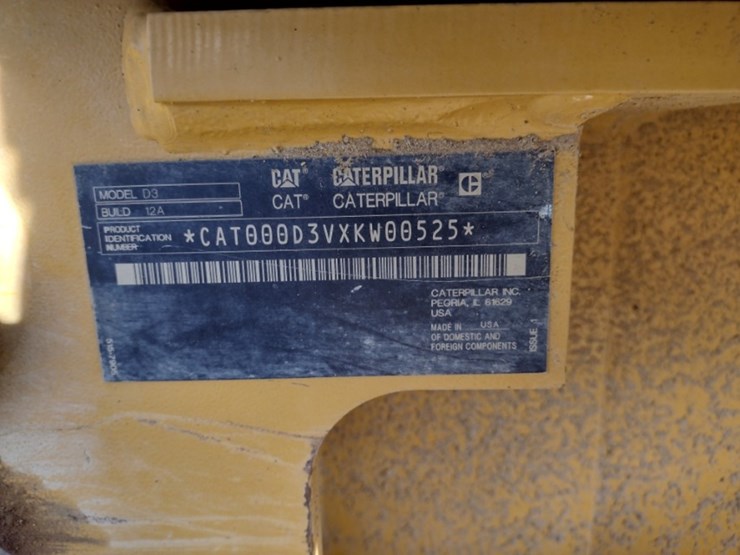 CAT® CATERPILLAR®
CAT® CATERPILLAR®
MODEL D3
BUILD 12A
PRODUCT
IDENTIFICATION
NUMBER
*CAT000D3VXKW00525*
CATERPILLAR INC.
PEORIA, IL 61629
USA
MADE IN USA
OF DOMESTIC AND
FOREIGN COMPONENTS
ISSUE 1